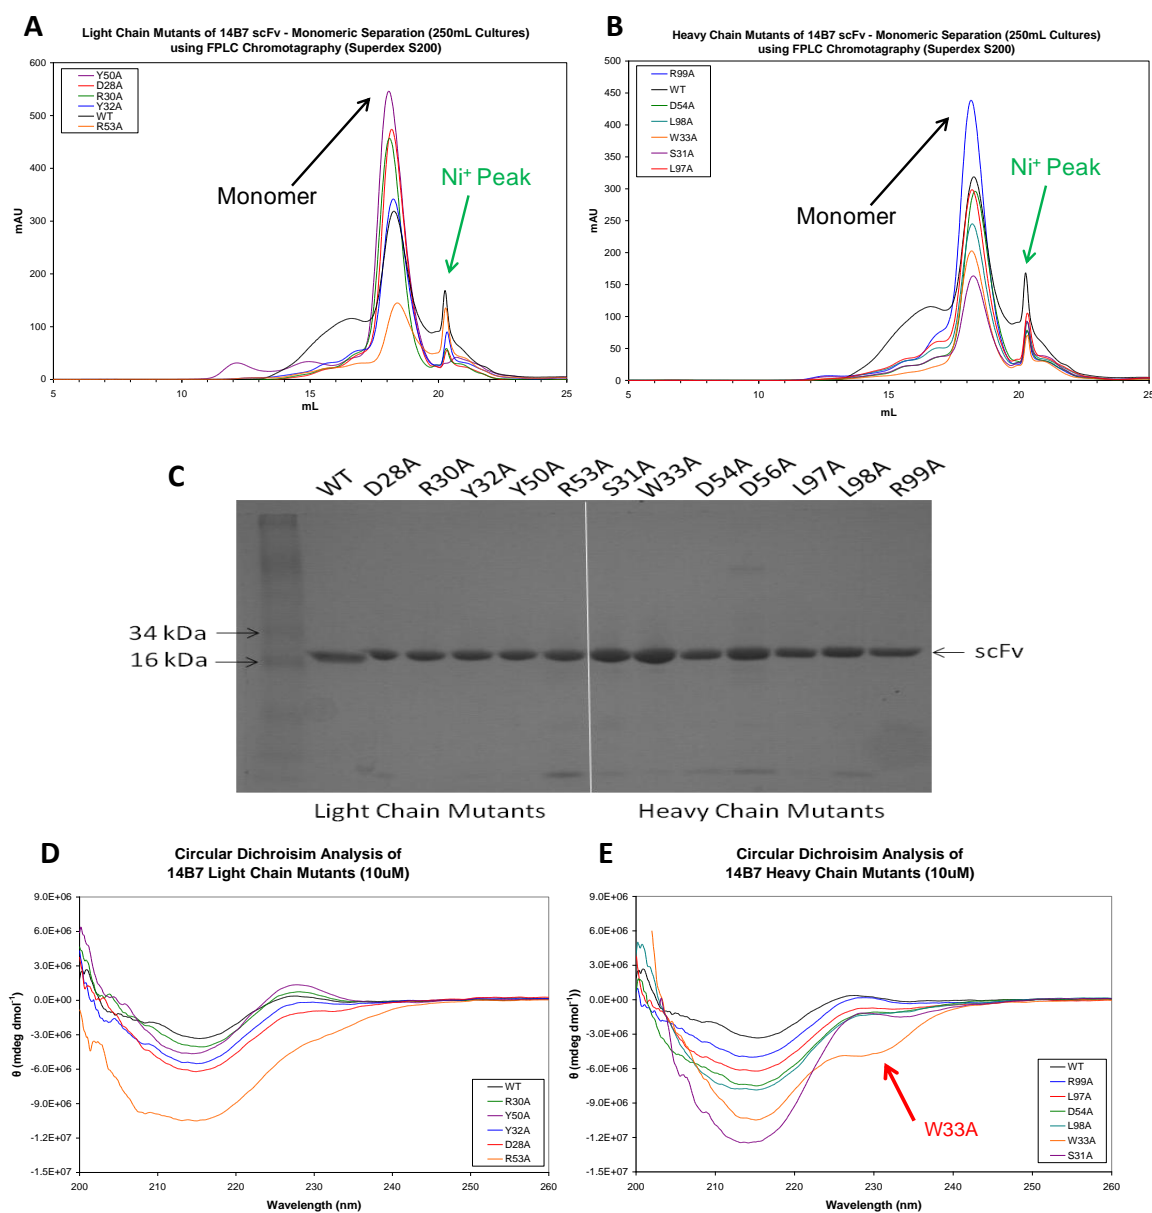 A
Light Chain Mutants of 14B7 scFv - Monomeric Separation (250mL Cultures)
using FPLC Chromotagraphy (Superdex S200)
600
500
400
300
200
100
0
mAU
5
10
15
20
25
mL
Y50A
D28A
R30A
Y32A
WT
R53A
Monomer
Ni+ Peak
B
Heavy Chain Mutants of 14B7 scFv - Monomeric Separation (250mL Cultures)
using FPLC Chromotagraphy (Superdex S200)
500
450
400
350
300
250
200
150
100
50
0
mAU
5
10
15
20
25
mL
R99A
WT
D54A
L98A
W33A
S31A
L97A
Monomer
Ni+ Peak
C
WT
D28A
R30A
Y32A
Y50A
R53A
S31A
W33A
D54A
D56A
L97A
L98A
R99A
34 kDa
16 kDa
scFv
Light Chain Mutants
Heavy Chain Mutants
D
Circular Dichroisim Analysis of
14B7 Light Chain Mutants (10uM)
9.0E+06
6.0E+06
3.0E+06
0.0E+00
-3.0E+06
-6.0E+06
-9.0E+06
-1.2E+07
-1.5E+07
θ (mdeg dmol-1)
200
210
220
230
240
250
260
Wavelength (nm)
WT
R30A
Y50A
Y32A
D28A
R53A
E
Circular Dichroisim Analysis of
14B7 Heavy Chain Mutants (10uM)
9.0E+06
6.0E+06
3.0E+06
0.0E+00
-3.0E+06
-6.0E+06
-9.0E+06
-1.2E+07
-1.5E+07
θ (mdeg dmol-1))
200
210
220
230
240
250
260
Wavelength (nm)
WT
R99A
L97A
D54A
L98A
W33A
S31A
W33A